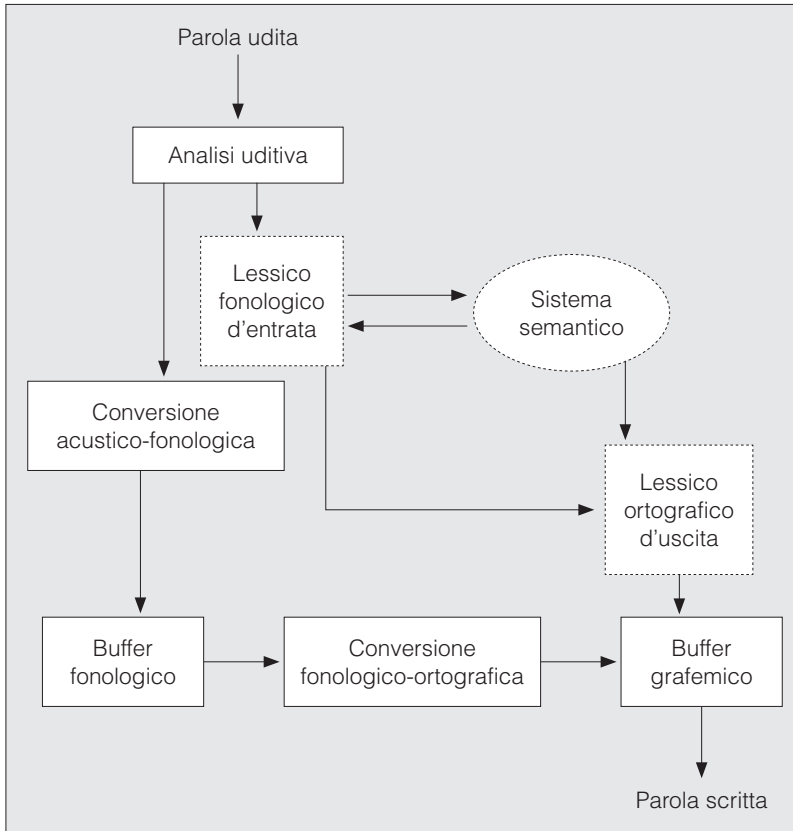 Parola udita
Analisi uditiva
Lessico
fonologico
d'entrata
Sistema
semantico
Conversione
acustico-fonologica
Lessico
ortografico
d'uscita
Buffer
fonologico
Conversione
fonologico-ortografica
Buffer
grafemico
Parola scritta